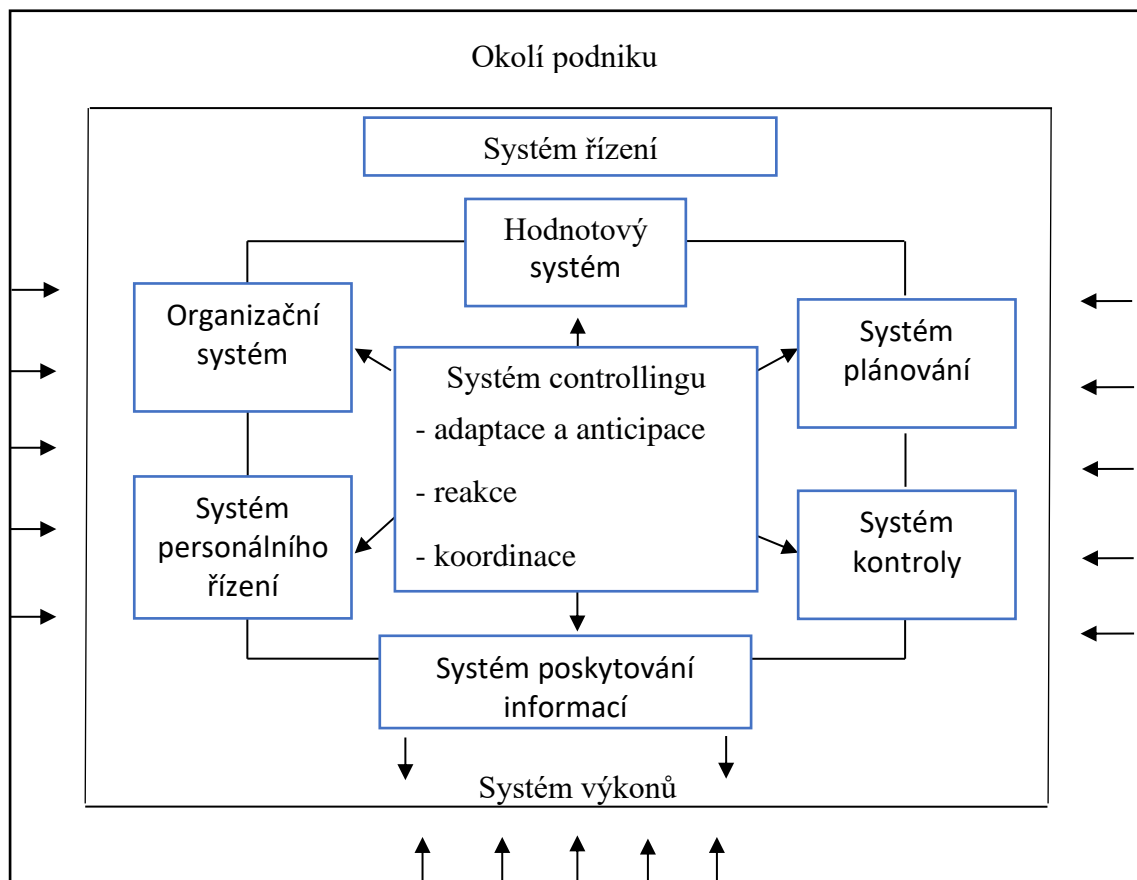 Okolí podniku
Systém řízení
Hodnotový
systém
Organizační
systém
Systém
plánování
Systém controllingu
- adaptace a anticipace
- reakce
- koordinace
Systém
personálního
řízení
Systém
kontroly
Systém poskytování
informací
Systém výkonů